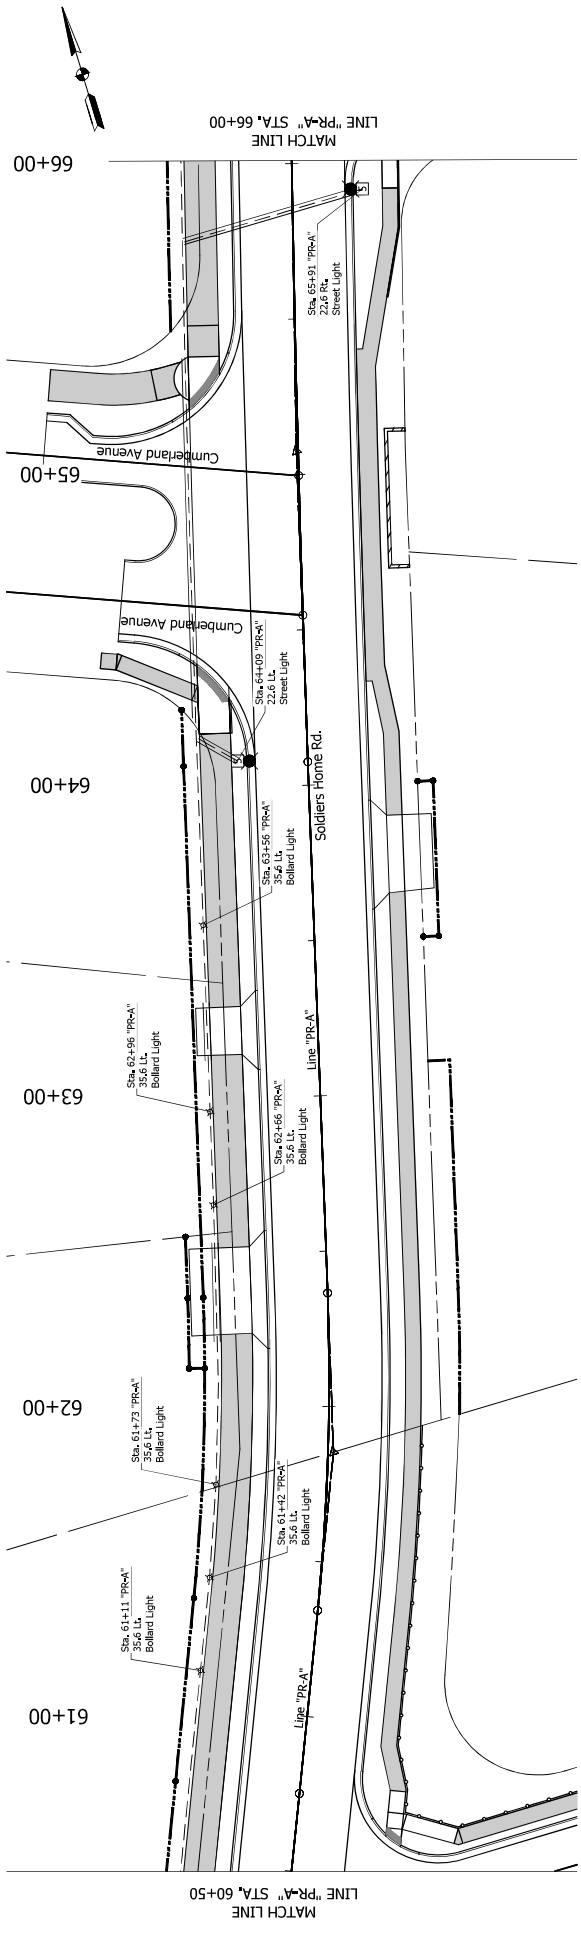 MATCH LINE
LINE "PR-A" STA. 66+00
66+00
S
Sta. 65+91 "PR-A"
22.6 Rt.
Street Light
Cumberland Avenue
65+00
Cumberland Avenue
Sta. 64+09 "PR-A"
22.6 Lt.
Street Light
S
Soldiers Home Rd.
64+00
Sta. 63+56 "PR-A"
35.6 Lt.
Bollard Light
Sta. 62+96 "PR-A"
35.6 Lt.
Bollard Light
Line "PR-A"
63+00
Sta. 62+66 "PR-A"
35.6 Lt.
Bollard Light
62+00
Sta. 61+73 "PR-A"
35.6 Lt.
Bollard Light
Sta. 61+42 "PR-A"
35.6 Lt.
Bollard Light
Sta. 61+11 "PR-A"
35.6 Lt.
Bollard Light
Line "PR-A"
61+00
MATCH LINE
LINE "PR-A" STA. 60+50